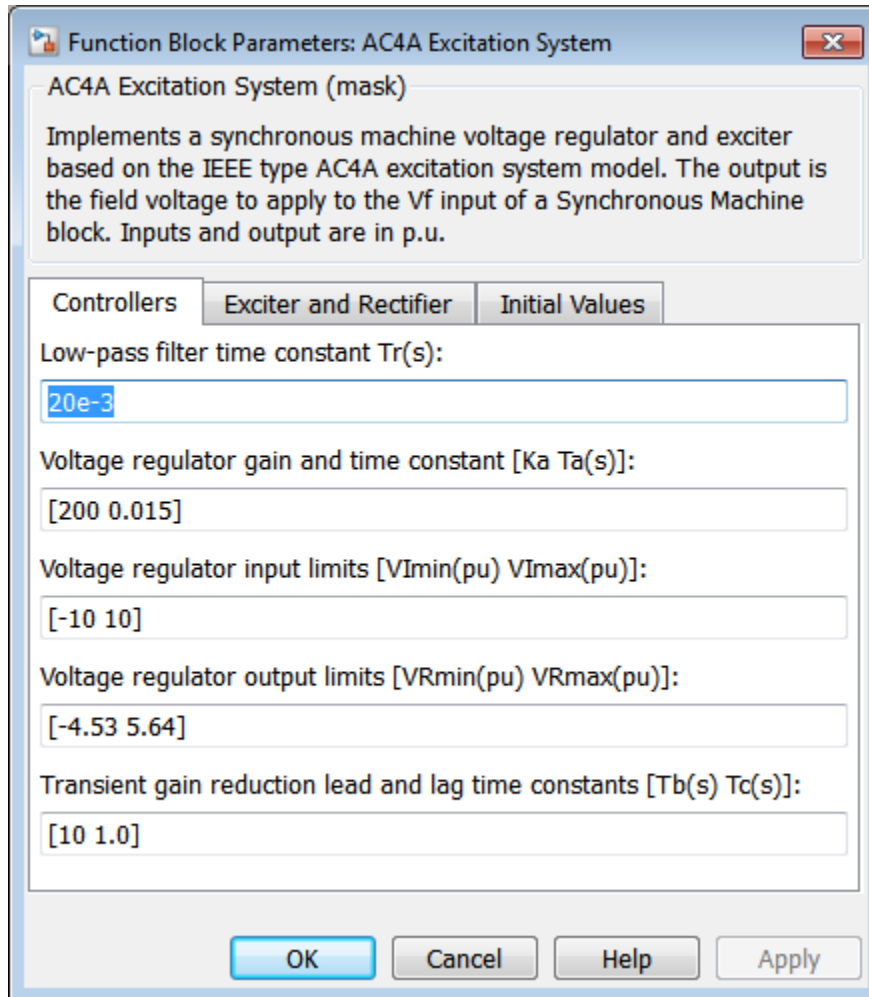 Function Block Parameters: AC4A Excitation System
AC4A Excitation System (mask)
Implements a synchronous machine voltage regulator and exciter
based on the IEEE type AC4A excitation system model. The output is
the field voltage to apply to the Vf input of a Synchronous Machine
block. Inputs and output are in p.u.
Controllers
Exciter and Rectifier
Initial Values
Low-pass filter time constant Tr(s):
20e-3
Voltage regulator gain and time constant [Ka Ta(s)]:
[200 0.015]
Voltage regulator input limits [VImin(pu) VImax(pu)]:
[-10 10]
Voltage regulator output limits [VRmin(pu) VRmax(pu)]:
[-4.53 5.64]
Transient gain reduction lead and lag time constants [Tb(s) Tc(s)]:
[10 1.0]
OK
Cancel
Help
Apply